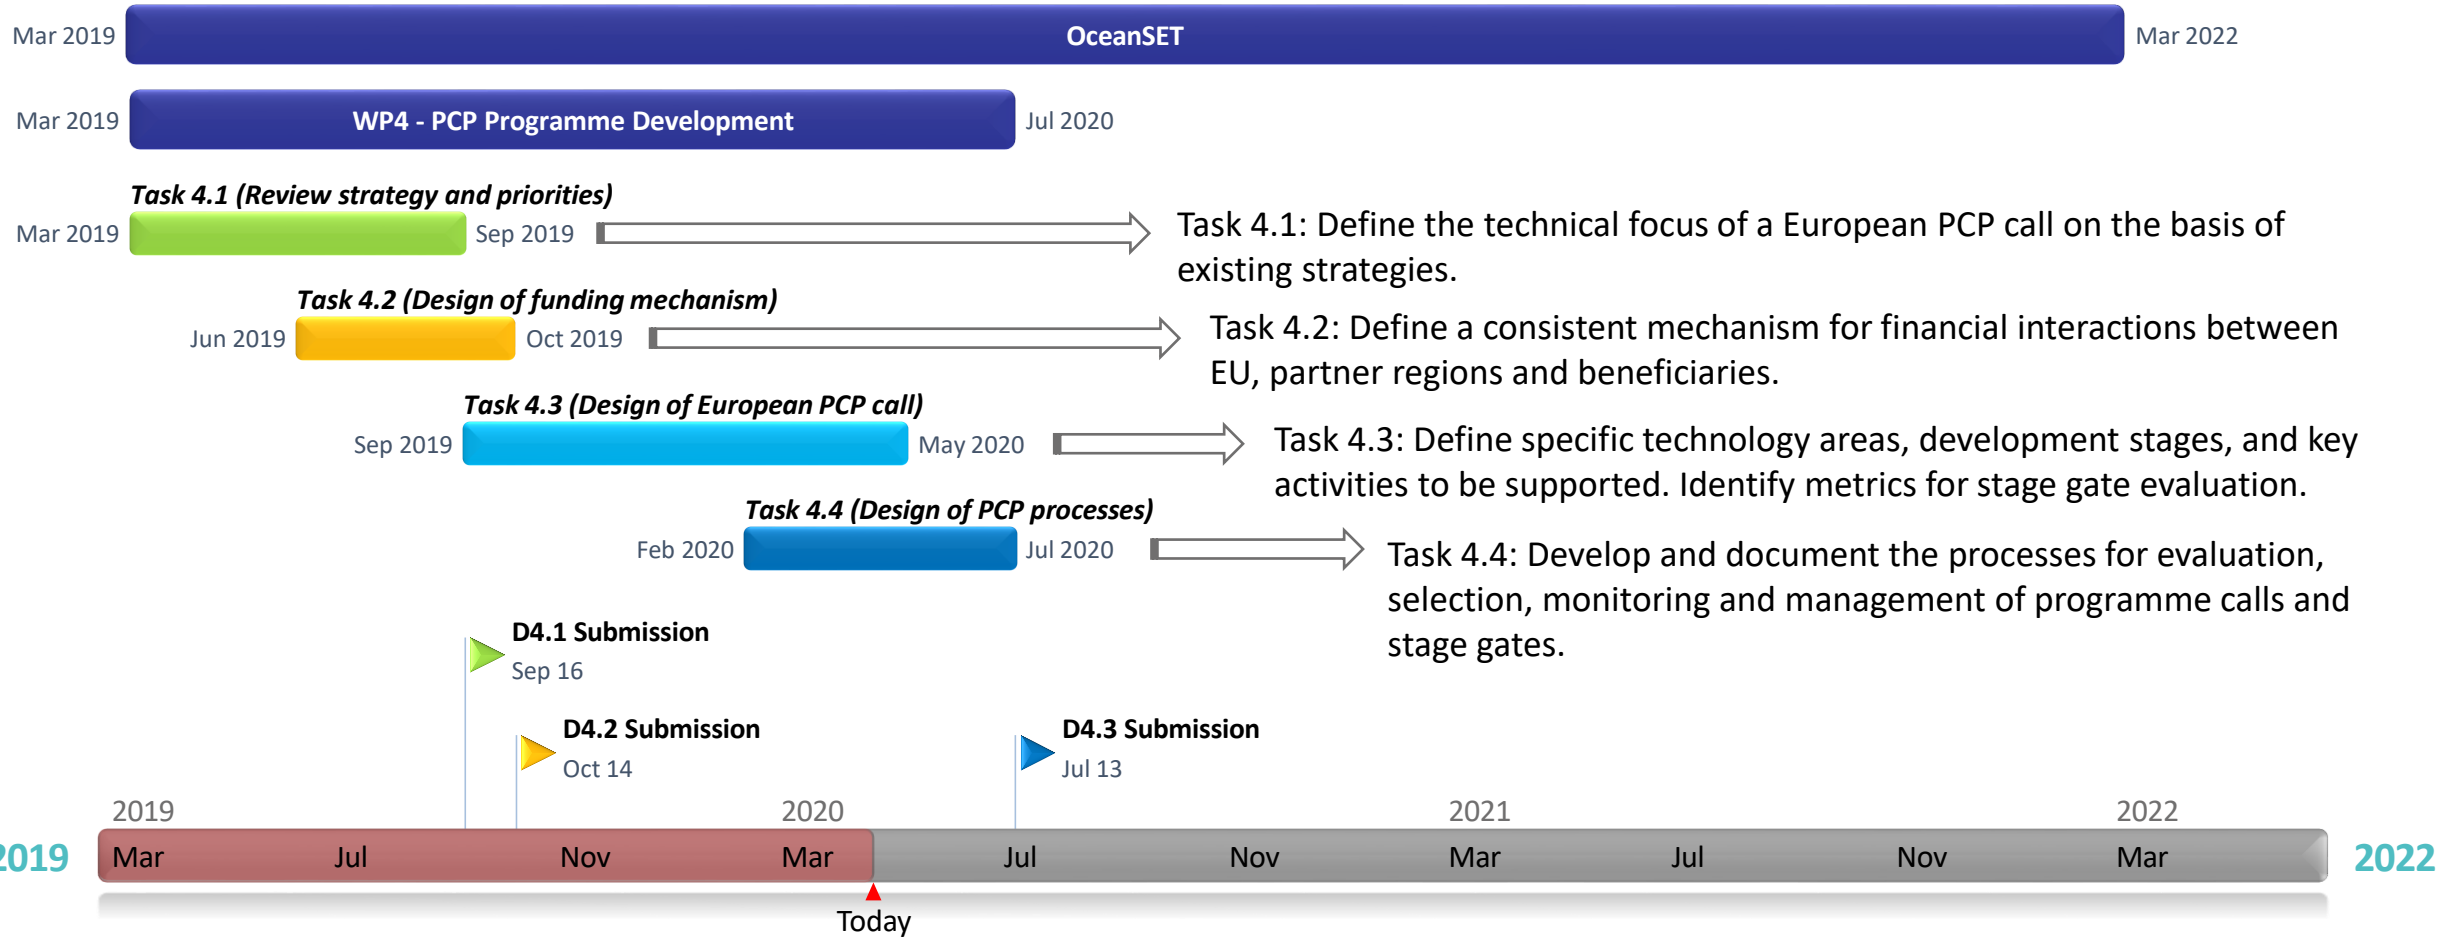 Mar 2019
OceanSET
Mar 2022
Mar 2019
WP4 - PCP Programme Development
Jul 2020
Task 4.1 (Review strategy and priorities)
Mar 2019
Sep 2019
Task 4.1: Define the technical focus of a European PCP call on the basis of
existing strategies.
Task 4.2 (Design of funding mechanism)
Jun 2019
Oct 2019
Task 4.2: Define a consistent mechanism for financial interactions between
EU, partner regions and beneficiaries.
Task 4.3 (Design of European PCP call)
Sep 2019
May 2020
Task 4.3: Define specific technology areas, development stages, and key
activities to be supported. Identify metrics for stage gate evaluation.
Task 4.4 (Design of PCP processes)
Feb 2020
Jul 2020
Task 4.4: Develop and document the processes for evaluation,
selection, monitoring and management of programme calls and
stage gates.
D4.1 Submission
Sep 16
D4.2 Submission
Oct 14
D4.3 Submission
Jul 13
2019 2020 2021 2022
2019 Mar Jul Nov Mar Jul Nov Mar Jul Nov Mar 2022
Today